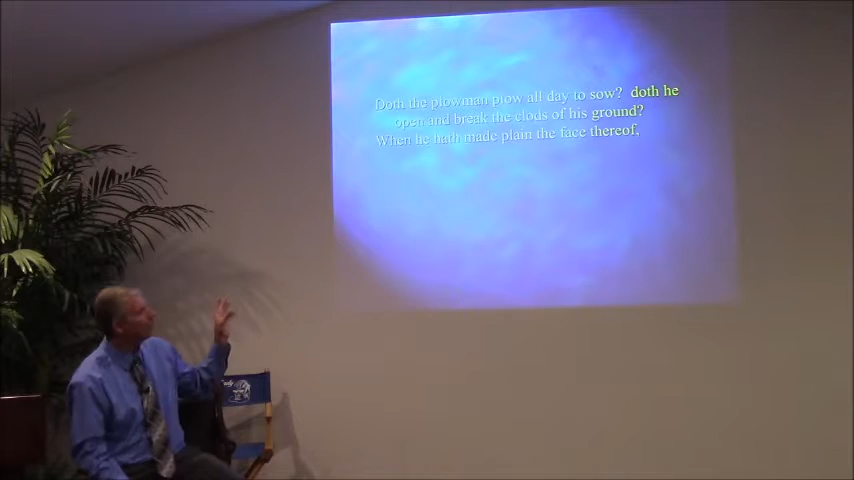 Doth the plowman plow all day to sow? doth he
open and break the clods of his ground?
When he hath made plain the face thereof,